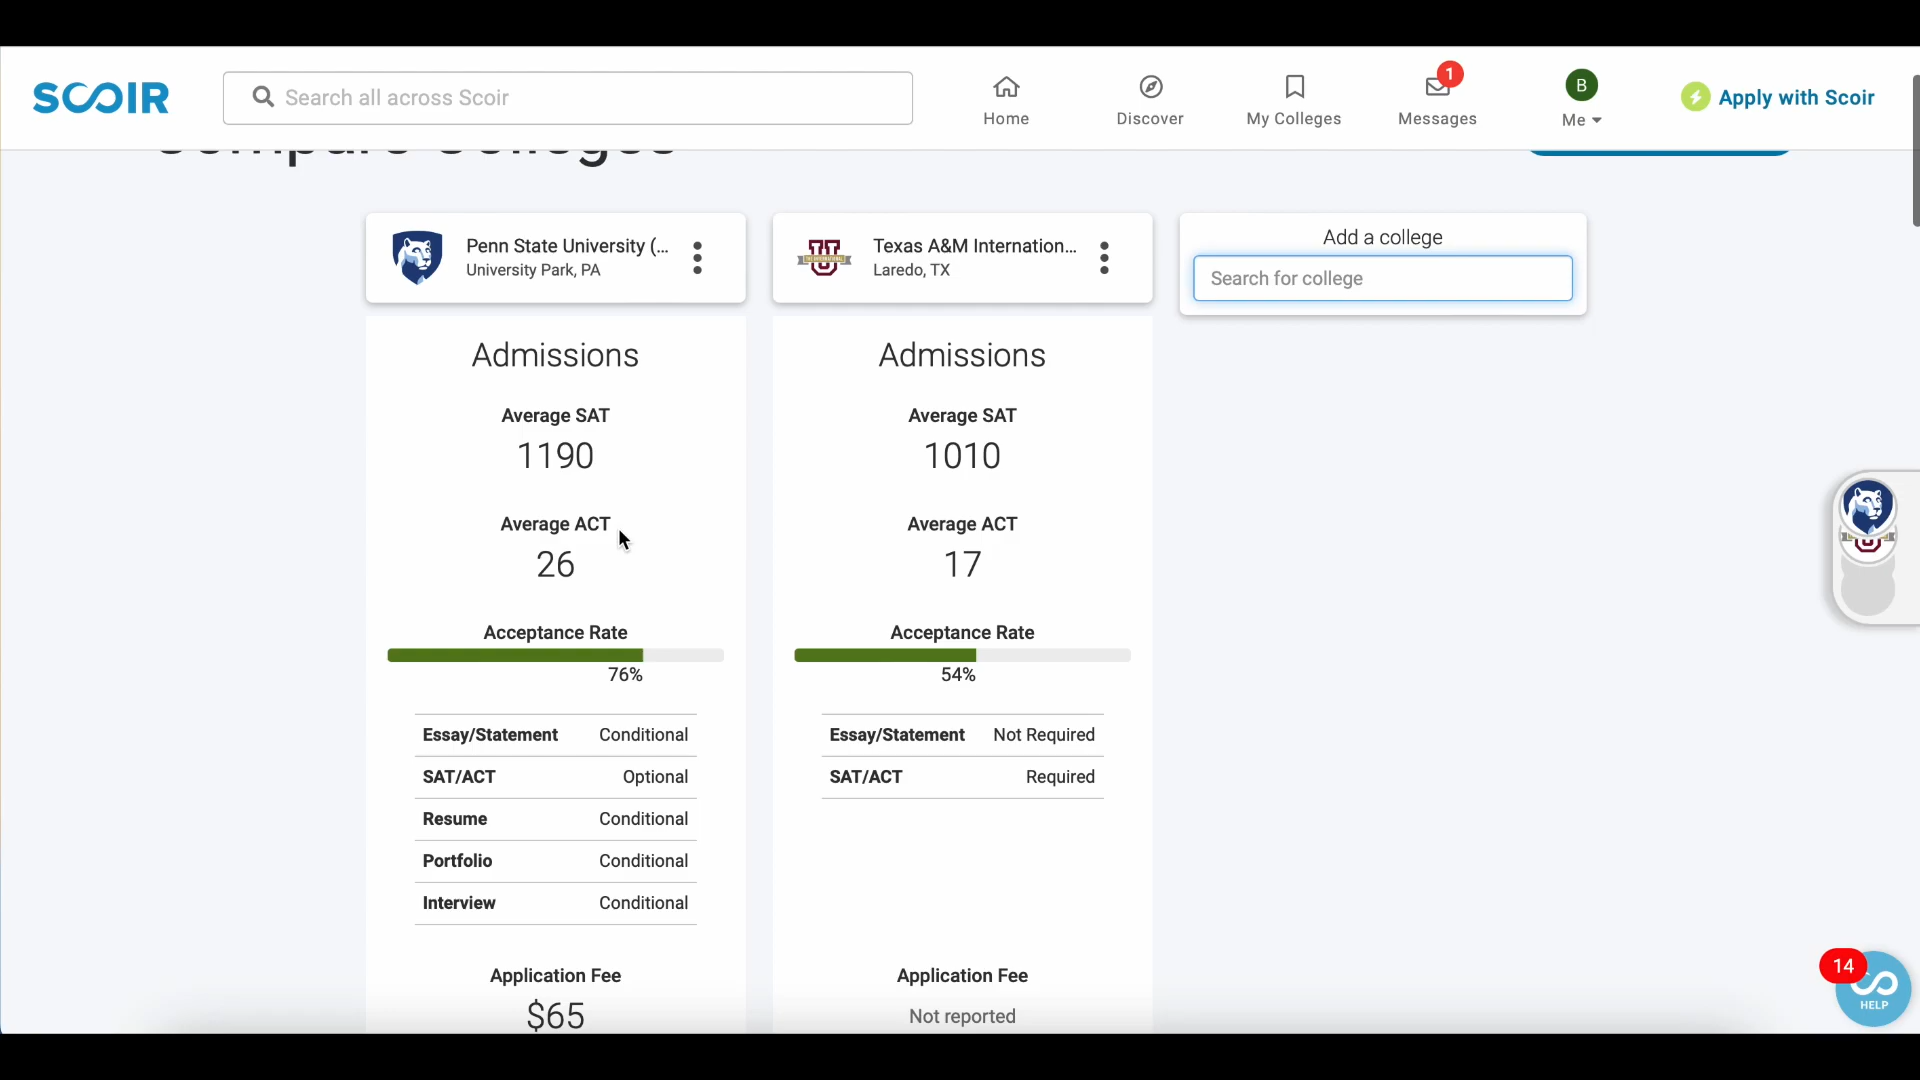 SCOIR
Search all across Scoir
Home
Discover
My Colleges
1
Messages
B
Me
Apply with Scoir
Compare Colleges
Penn State University (...
University Park, PA
Texas A&M Internation...
Laredo, TX
Add a college
Search for college
Admissions
Average SAT
1190
Average ACT
26
Acceptance Rate
76%
Essay/Statement Conditional
SAT/ACT Optional
Resume Conditional
Portfolio Conditional
Interview Conditional
Application Fee
$65
Admissions
Average SAT
1010
Average ACT
17
Acceptance Rate
54%
Essay/Statement Not Required
SAT/ACT Required
Application Fee
Not reported
14
HELP